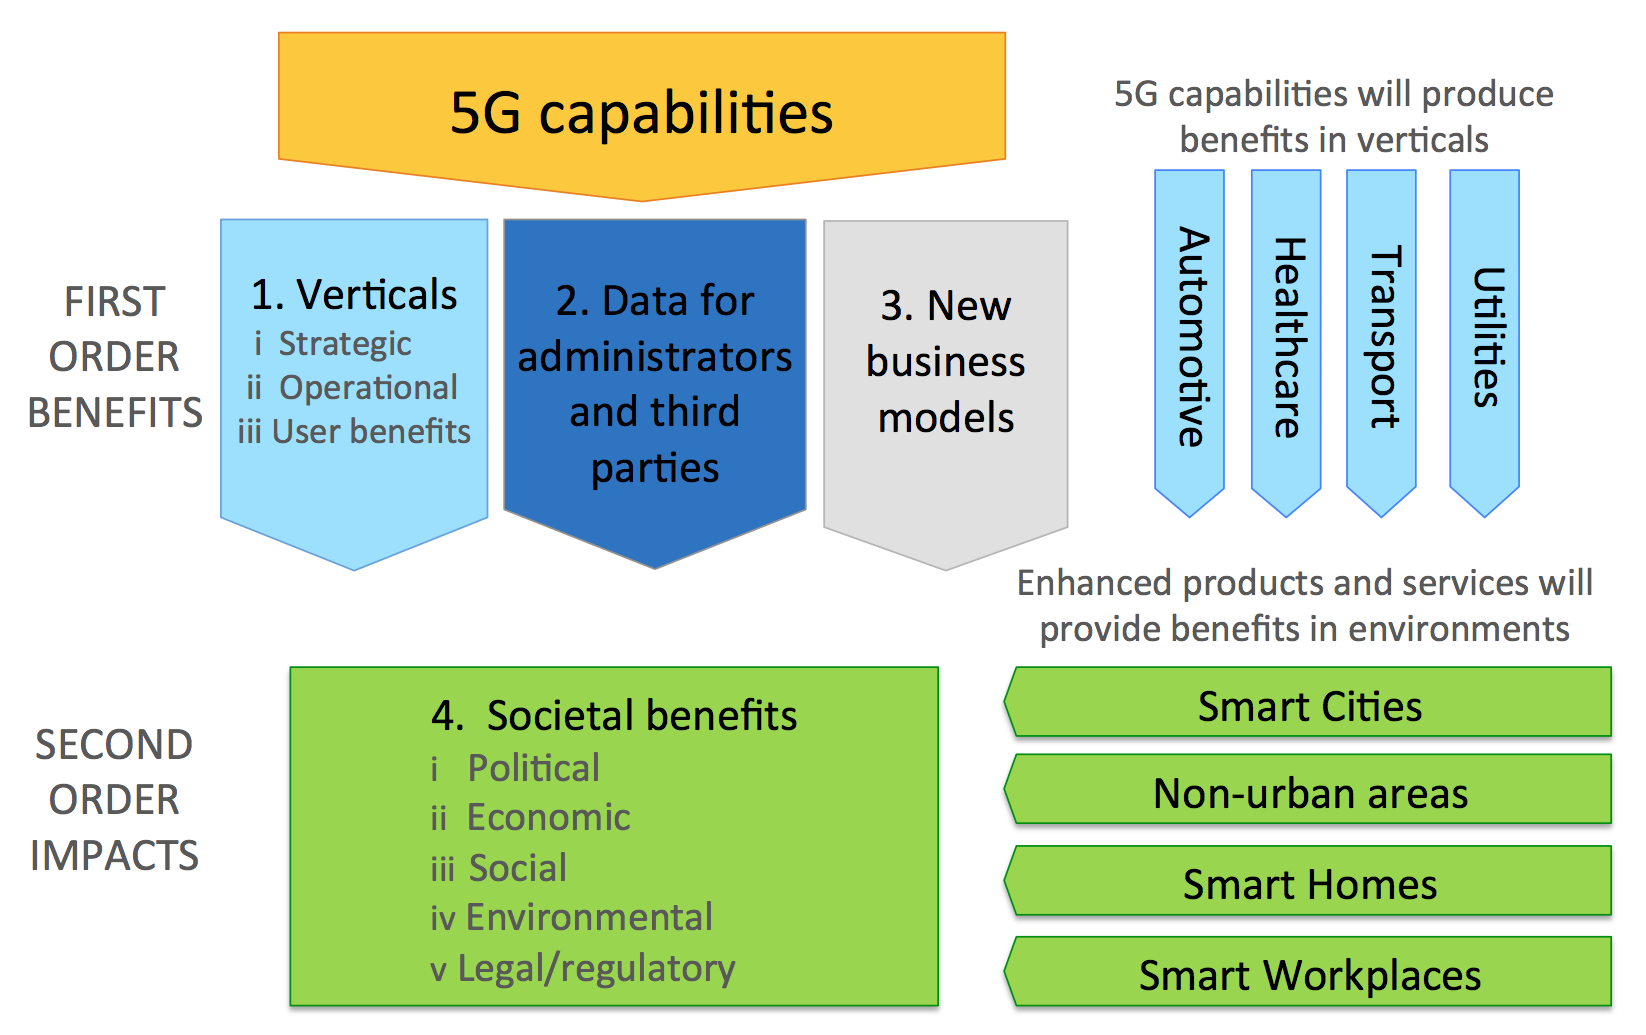 5G capabilities
5G capabilities will produce
benefits in verticals
FIRST
ORDER
BENEFITS
1. Verticals
i Strategic
ii Operational
iii User benefits
2. Data for
administrators
and third
parties
3. New
business
models
Automotive
Healthcare
Transport
Utilities
Enhanced products and services will
provide benefits in environments
SECOND
ORDER
IMPACTS
4. Societal benefits
i Political
ii Economic
iii Social
iv Environmental
v Legal/regulatory
Smart Cities
Non-urban areas
Smart Homes
Smart Workplaces